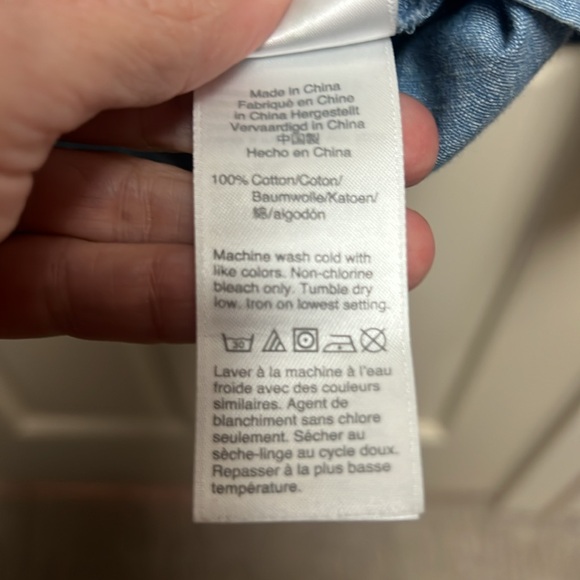 Made in China
Fabriqué en Chine
in China Hergestellt
Vervaardigd in China
中国製
Hecho en China
100% Cotton/Coton/
Baumwolle/Katoen/
綿/algodón
Machine wash cold with
like colors. Non-chlorine
bleach only. Tumble dry
low. Iron on lowest setting.
30
Laver à la machine à l'eau
froide avec des couleurs
similaires. Agent de
blanchiment sans chlore
seulement. Sécher au
sèche-linge au cycle doux.
Repasser à la plus basse
température.